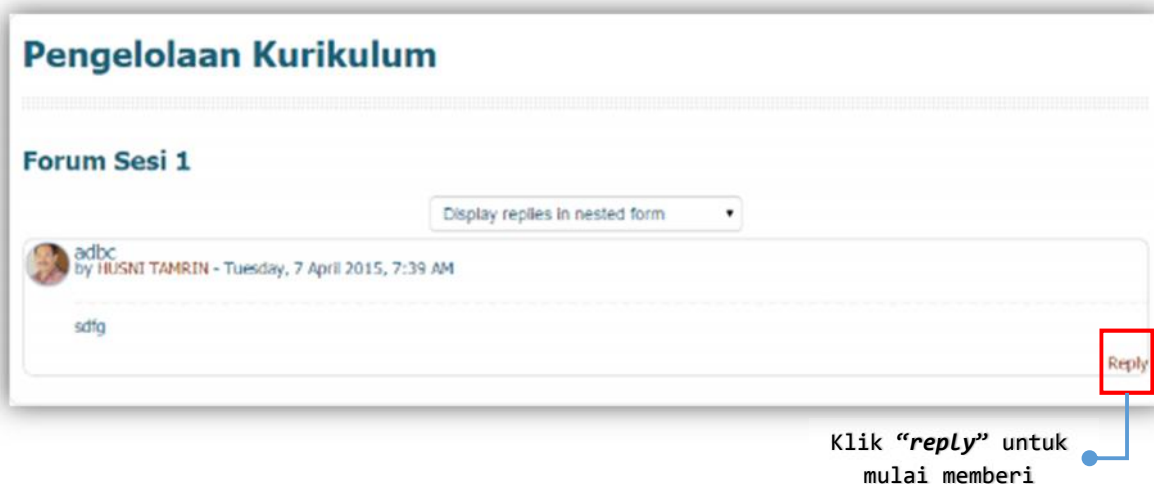 Pengelolaan Kurikulum
Forum Sesi 1
Display replies in nested form
adbc
by HUSNI TAMRIN - Tuesday, 7 April 2015, 7:39 AM
sdfg
Reply
Klik “reply” untuk
mulai memberi